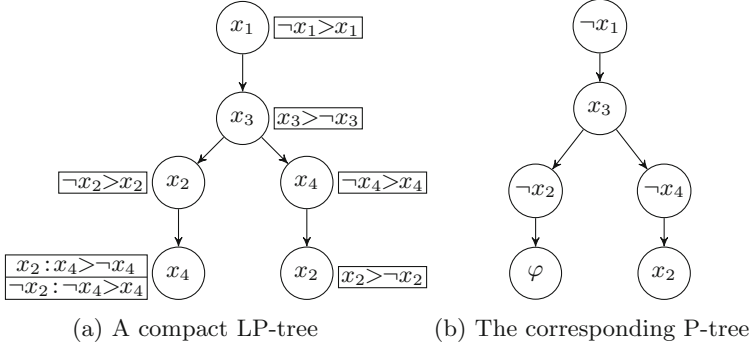 x₁ ¬x₁>x₁ ¬x₁
x₃ x₃>¬x₃ x₃
¬x₂>x₂ x₂ x₄ ¬x₄>x₄ ¬x₂ ¬x₄
x₂:x₄>¬x₄
¬x₂:¬x₄>x₄ x₄ x₂ x₂>¬x₂ φ x₂
(a) A compact LP-tree (b) The corresponding P-tree